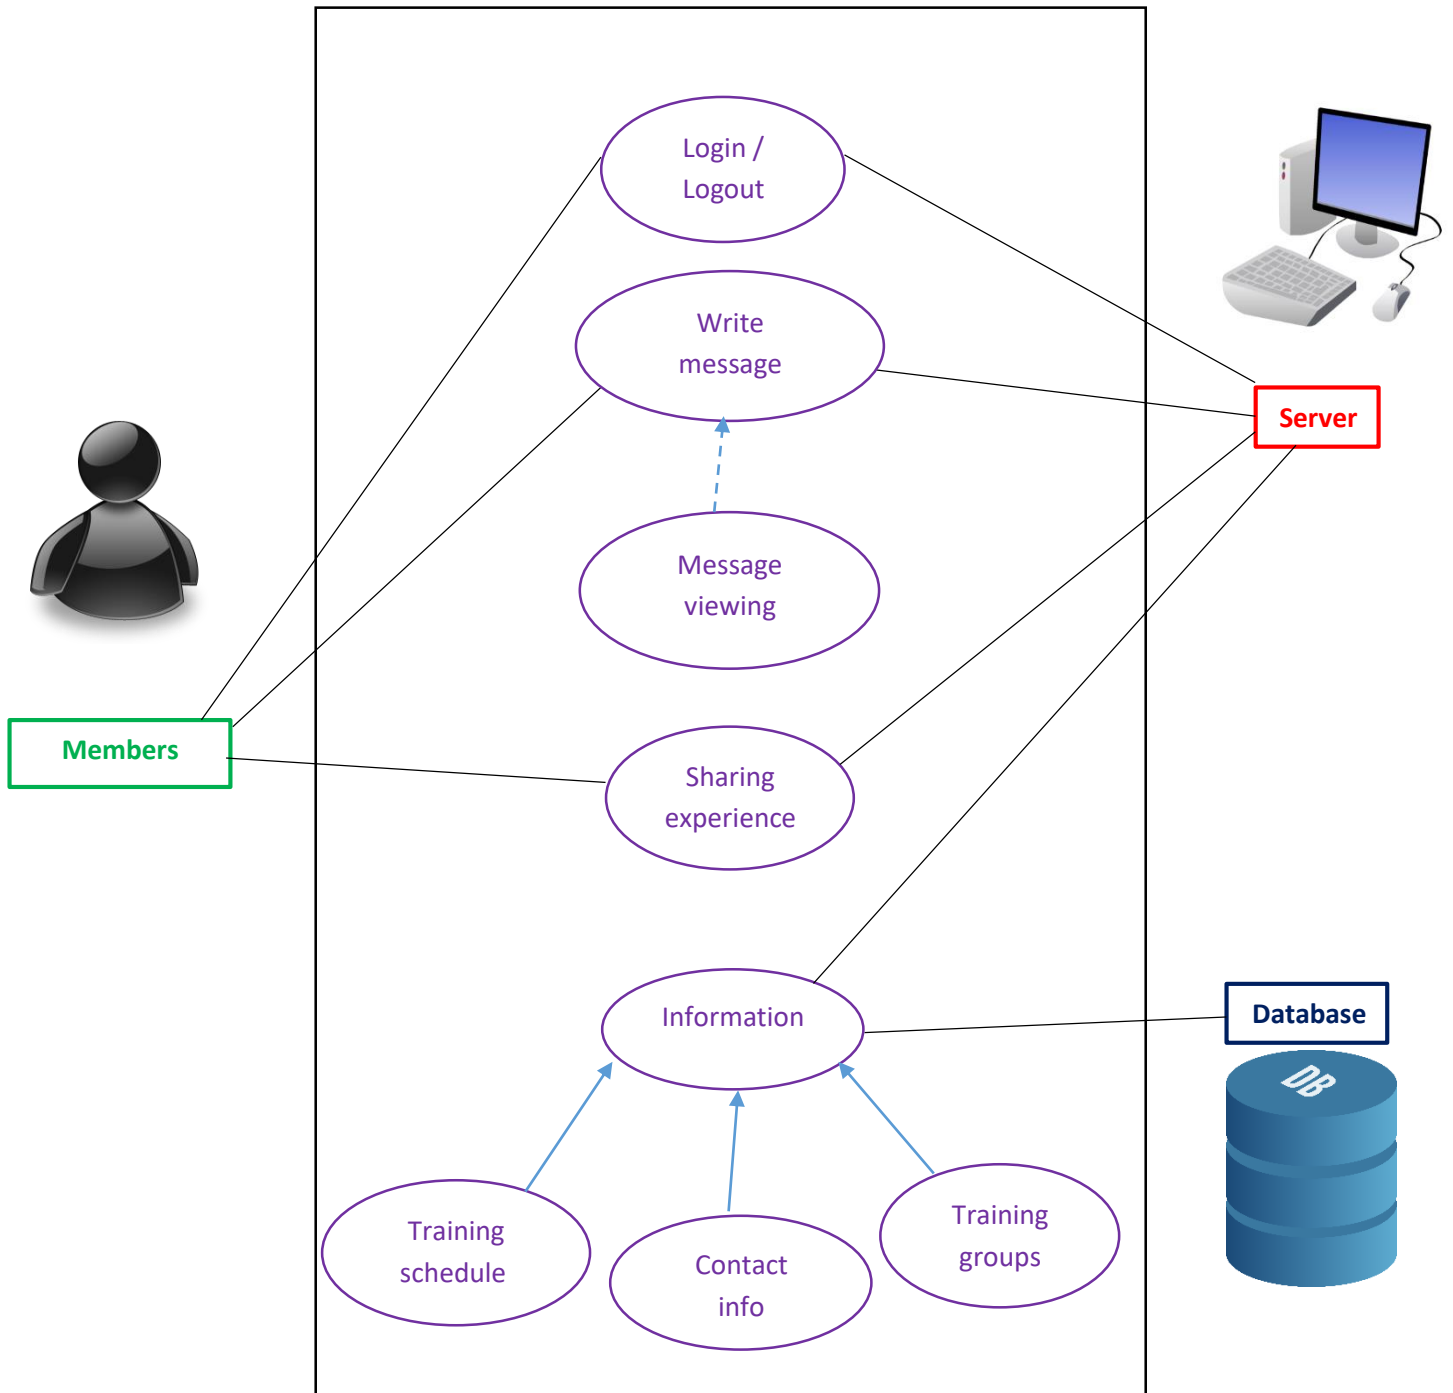 Login /
Logout
Write
message
Server
Message
viewing
Members
Sharing
experience
Information
Database
DB
Training
schedule
Contact
info
Training
groups